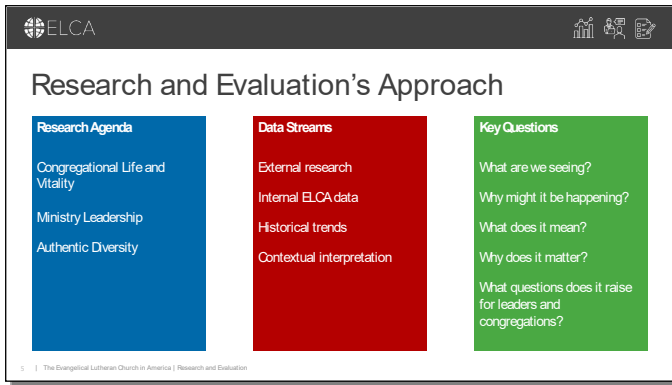 ELCA
Research and Evaluation's Approach
Research Agenda
Congregational Life and
Vitality
Ministry Leadership
Authentic Diversity
Data Streams
External research
Internal ELCA data
Historical trends
Contextual interpretation
Key Questions
What are we seeing?
Why might it be happening?
What does it mean?
Why does it matter?
What questions does it raise
for leaders and
congregations?
5 | The Evangelical Lutheran Church in America | Research and Evaluation